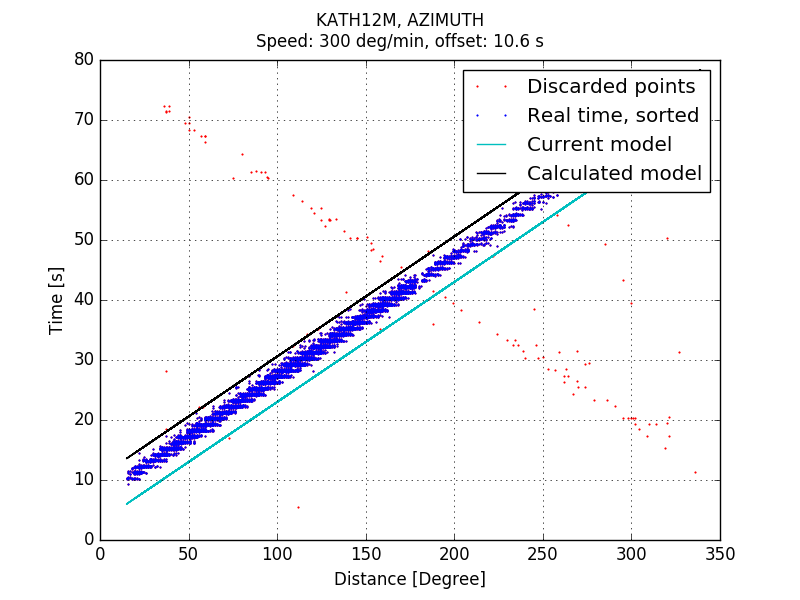 KATH12M, AZIMUTH
Speed: 300 deg/min, offset: 10.6 s
80
70
60
50
40
30
20
10
0
Time [s]
Discarded points
Real time, sorted
Current model
Calculated model
0 50 100 150 200 250 300 350
Distance [Degree]